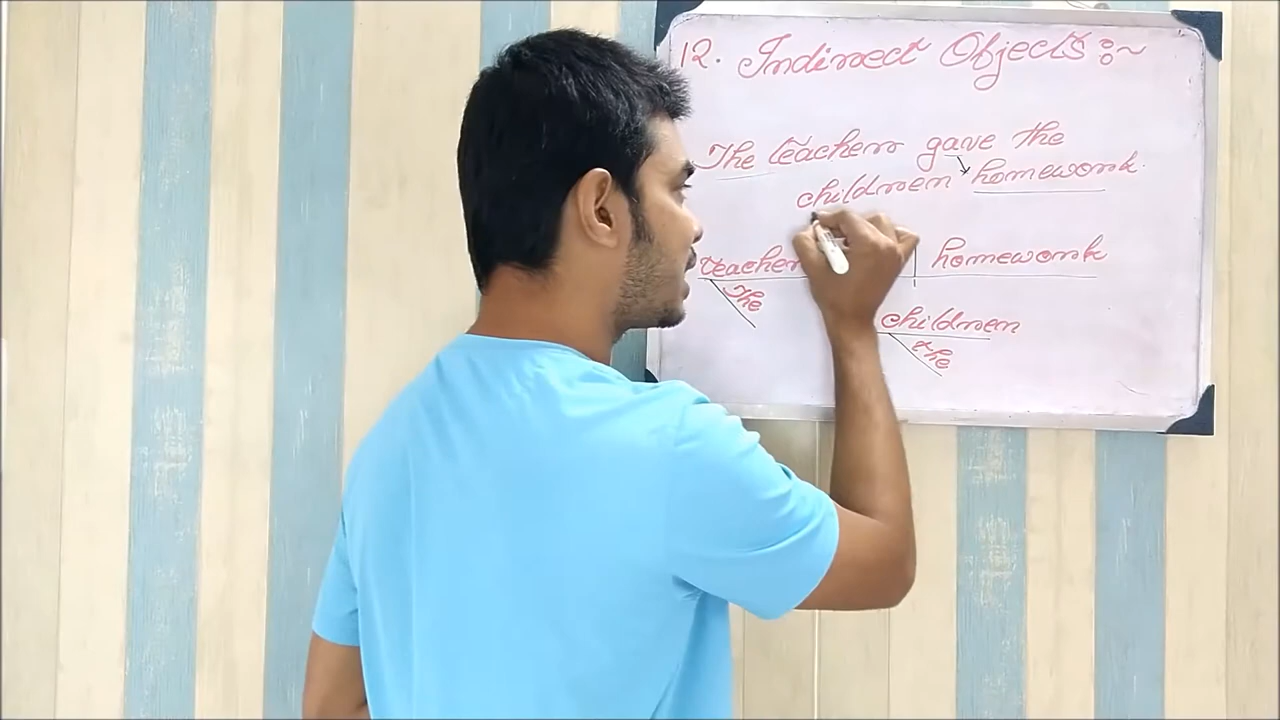 12. Indirect Objects :~
The teacher gave the
children homework.
teacher homework
The
children
the